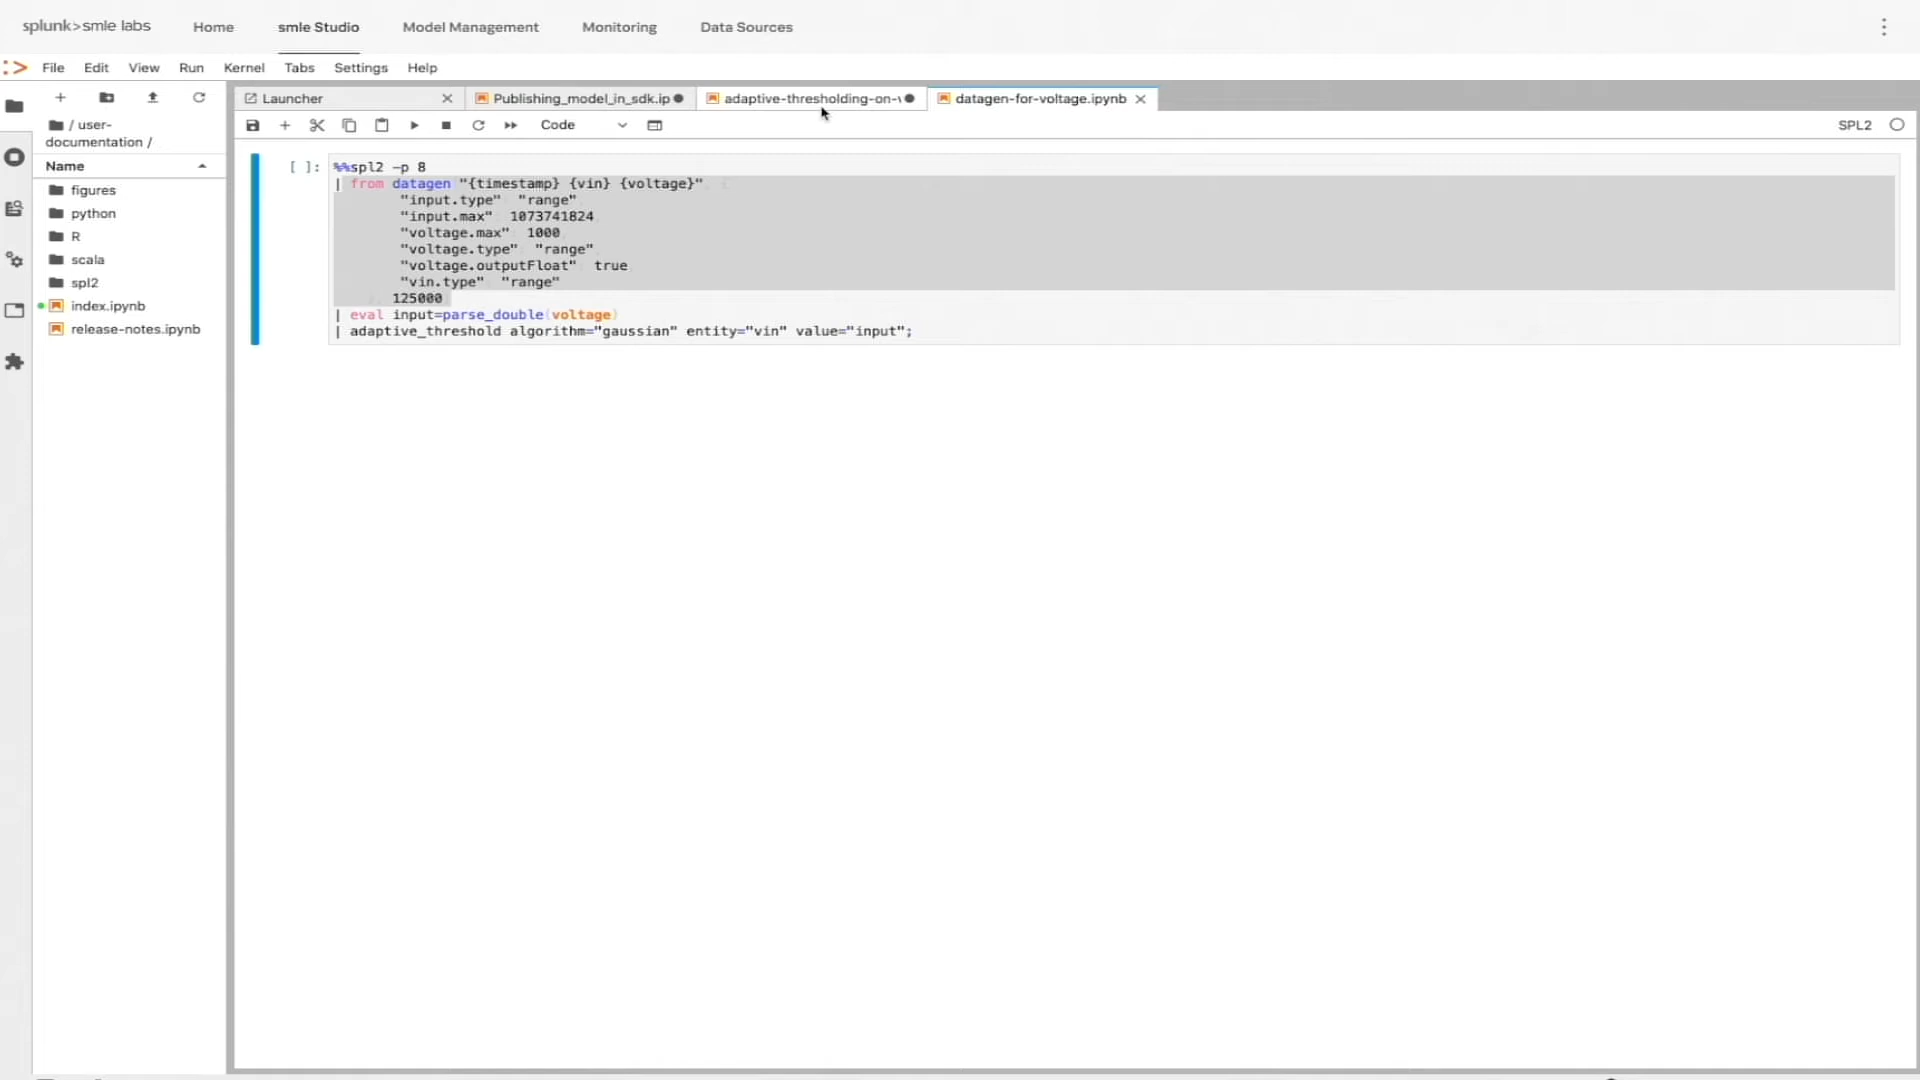 splunk>smle labs
Home
smle Studio
Model Management
Monitoring
Data Sources
File
Edit
View
Run
Kernel
Tabs
Settings
Help
Launcher
Publishing_model_in_sdk.ip
adaptive-thresholding-on-
datagen-for-voltage.ipynb
Code
SPL2
/ user-
documentation /
Name
figures
python
R
scala
spl2
index.ipynb
release-notes.ipynb
[ ]:
%%spl2 -p 8
| from datagen "{timestamp} {vin} {voltage}"
"input.type" "range"
"input.max" 1073741824
"voltage.max" 1000
"voltage.type" "range"
"voltage.outputFloat" true
"vin.type" "range"
125000
| eval input=parse_double(voltage)
| adaptive_threshold algorithm="gaussian" entity="vin" value="input";